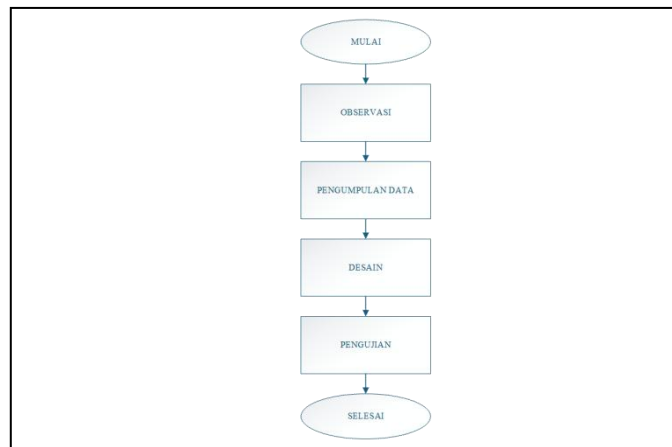 MULAI
OBSERVASI
PENGUMPULAN DATA
DESAIN
PENGUJIAN
SELESAI